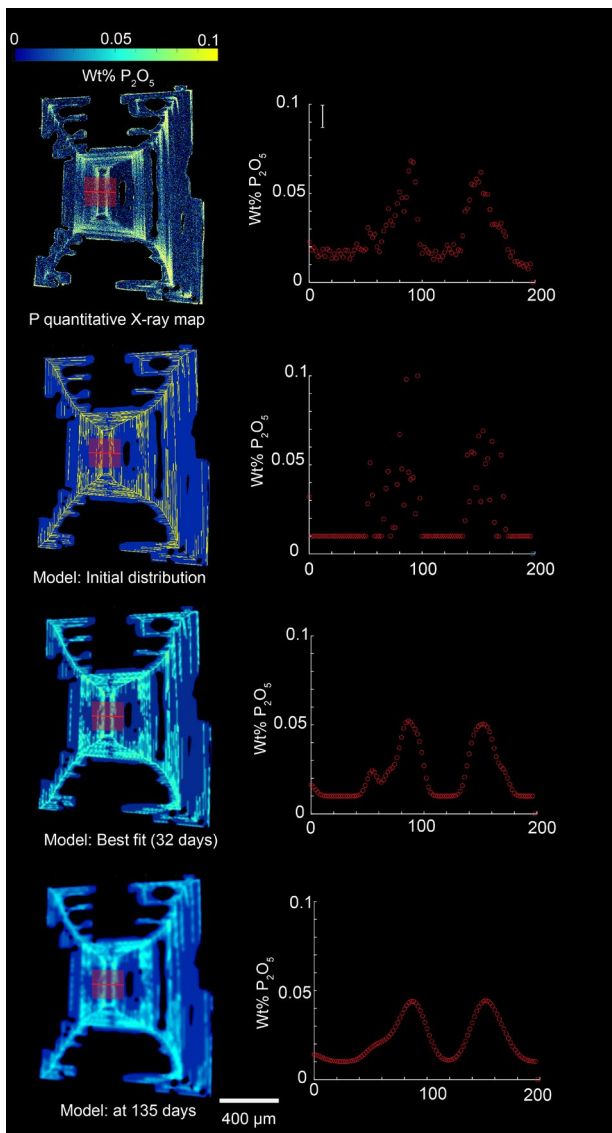 0 0.05 0.1
Wt% P₂O₅
0.1
Wt% P₂O₅
0.05
0
0 100 200
P quantitative X-ray map
0.1
Wt% P₂O₅
0.05
0
0 100 200
Model: Initial distribution
0.1
Wt% P₂O₅
0.05
0
0 100 200
Model: Best fit (32 days)
0.1
Wt% P₂O₅
0.05
0
0 100 200
Model: at 135 days
400 µm